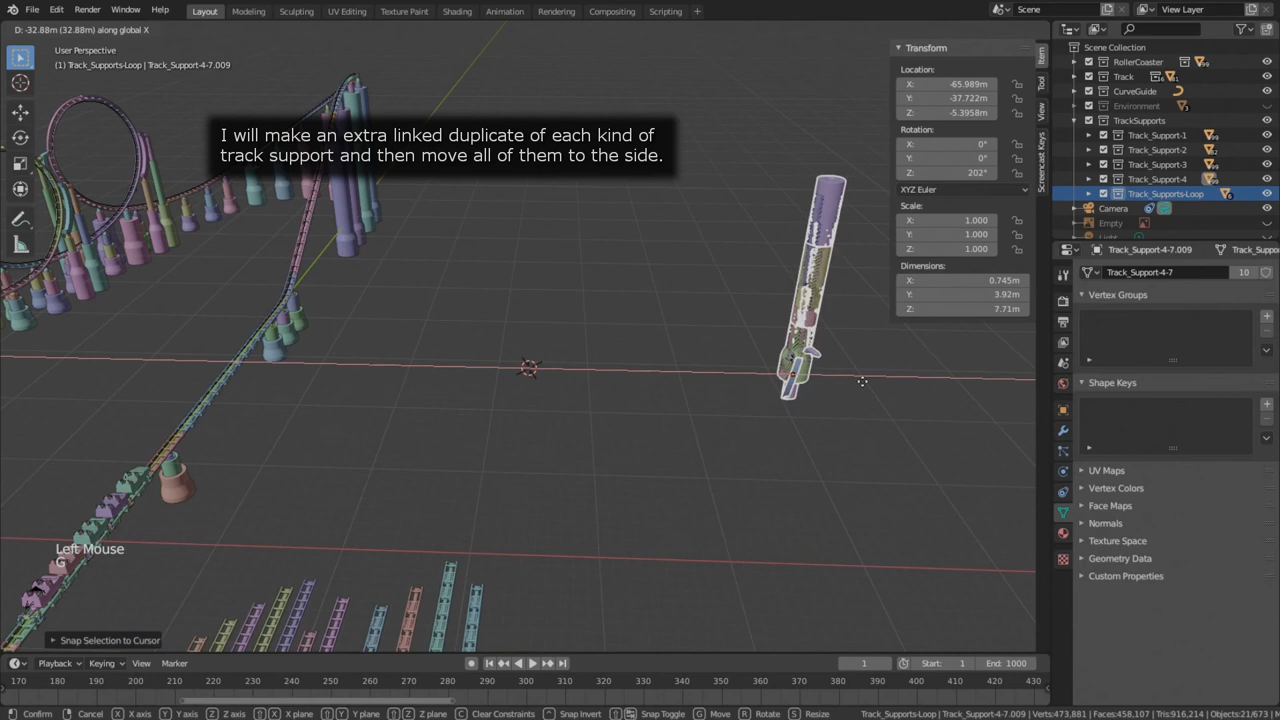 File Edit Render Window Help Layout Modeling Sculpting UV Editing Texture Paint Shading Animation Rendering Compositing Scripting + Scene View Layer
D: -32.88m (32.88m) along global X
User Perspective
(1) Track_Supports-Loop | Track_Support-4-7.009
I will make an extra linked duplicate of each kind of
track support and then move all of them to the side.
Transform
Location:
X: -65.989m
Y: -37.722m
Z: -5.3958m
Rotation:
X: 0°
Y: 0°
Z: 202°
XYZ Euler
Scale:
X: 1.000
Y: 1.000
Z: 1.000
Dimensions:
X: 0.745m
Y: 3.92m
Z: 7.71m
Item
Tool
View
Screencast Keys
Scene Collection
RollerCoaster
Track
CurveGuide
Environment
TrackSupports
Track_Support-1
Track_Support-2
Track_Support-3
Track_Support-4
Track_Supports-Loop
Camera
Empty
Light
Track_Support-4-7.009 Track_Suppo..
Track_Support-4-7 10
Vertex Groups
Shape Keys
UV Maps
Vertex Colors
Face Maps
Normals
Texture Space
Geometry Data
Custom Properties
Left Mouse
G
Snap Selection to Cursor
Playback Keying View Marker 1 Start: 1 End: 1000
170 180 190 200 210 220 230 240 250 260 270 280 290 300 310 320 330 340 350 360 370 380 390 400 410 420 430
Confirm Cancel X X axis Y Y axis Z Z axis X X plane Y Y plane Z Z plane C Clear Constraints Snap Invert Snap Toggle G Move R Rotate S Resize Track_Supports-Loop | Track_Support-4-7.009 | Verts:473,881 | Faces:458,107 | Tris:916,214 | Objects:21/673 | M